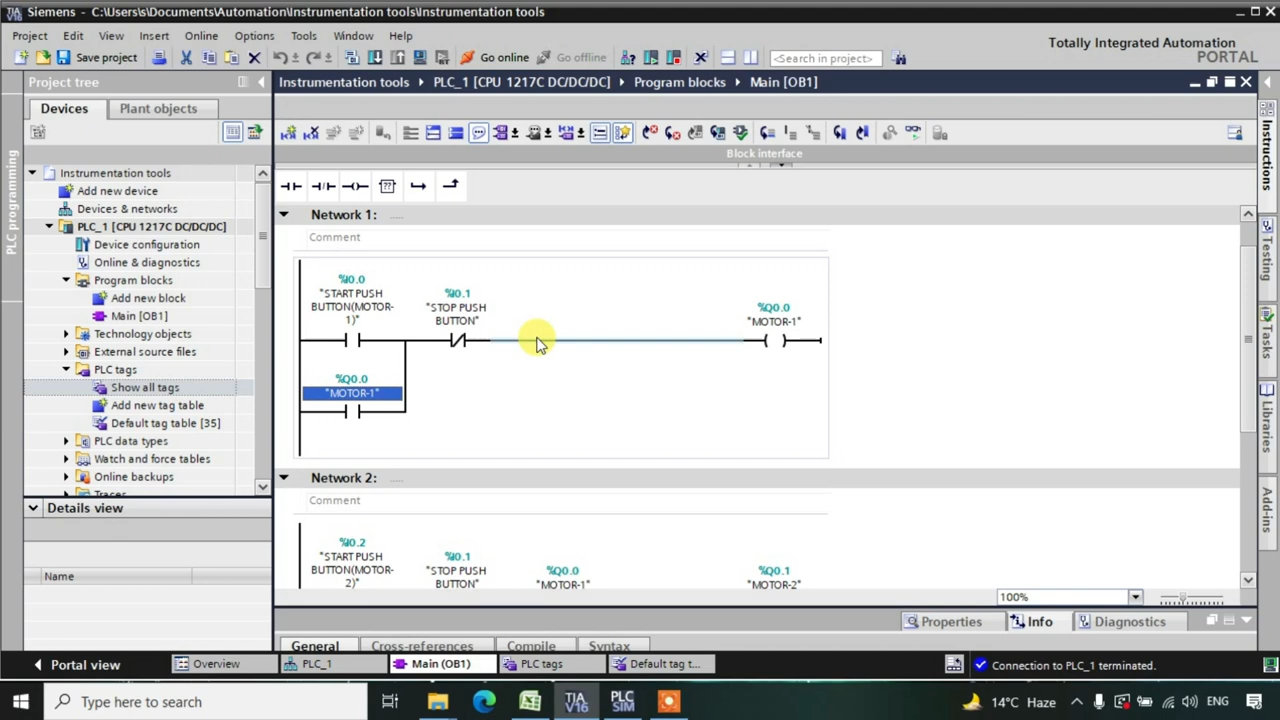 Siemens - C:\Users\s\Documents\Automation\Instrumentation tools\Instrumentation tools
TIA V16
Project Edit View Insert Online Options Tools Window Help
Totally Integrated Automation
PORTAL
Save project
Go online
Go offline
<Search in project>
Project tree
Instrumentation tools
PLC_1 [CPU 1217C DC/DC/DC]
Program blocks
Main [OB1]
Devices
Plant objects
Block interface
PLC programming
Instrumentation tools
Add new device
Devices & networks
PLC_1 [CPU 1217C DC/DC/DC]
Device configuration
Online & diagnostics
Program blocks
Add new block
Main [OB1]
Technology objects
External source files
PLC tags
Show all tags
Add new tag table
Default tag table [35]
PLC data types
Watch and force tables
Online backups
Traces
Details view
Name
??
Network 1: .....
Comment
%I0.0
"START PUSH
BUTTON(MOTOR-
1)"
%I0.1
"STOP PUSH
BUTTON"
%Q0.0
"MOTOR-1"
%Q0.0
"MOTOR-1"
Network 2: .....
Comment
%I0.2
"START PUSH
BUTTON(MOTOR-
2)"
%I0.1
"STOP PUSH
BUTTON"
%Q0.0
"MOTOR-1"
%Q0.1
"MOTOR-2"
100%
Instructions
Testing
Tasks
Libraries
Add-ins
Properties
Info
Diagnostics
General
Cross-references
Compile
Syntax
Portal view
Overview
PLC_1
Main (OB1)
PLC tags
Default tag t...
Connection to PLC_1 terminated.
Type here to search
TIA V16
PLC SIM
14°C Haze
ENG